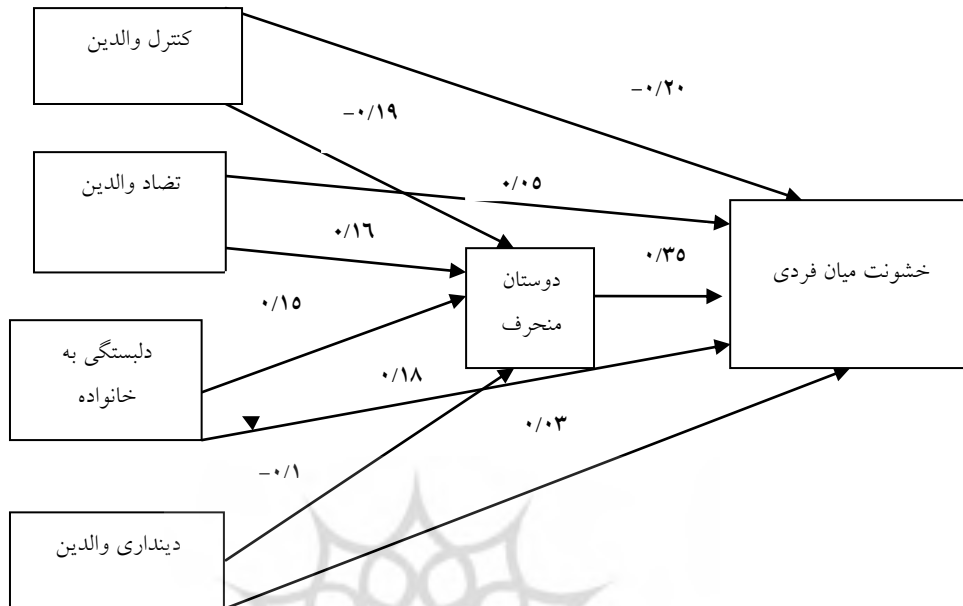 کنترل والدین
-۰/۲۰
-۰/۱۹
تضاد والدین
۰/۰۵
۰/۱۶
۰/۳۵
خشونت میان فردی
دوستان
منحرف
۰/۱۵
دلبستگی به
خانواده
۰/۱۸
۰/۰۳
-۰/۱
دینداری والدین